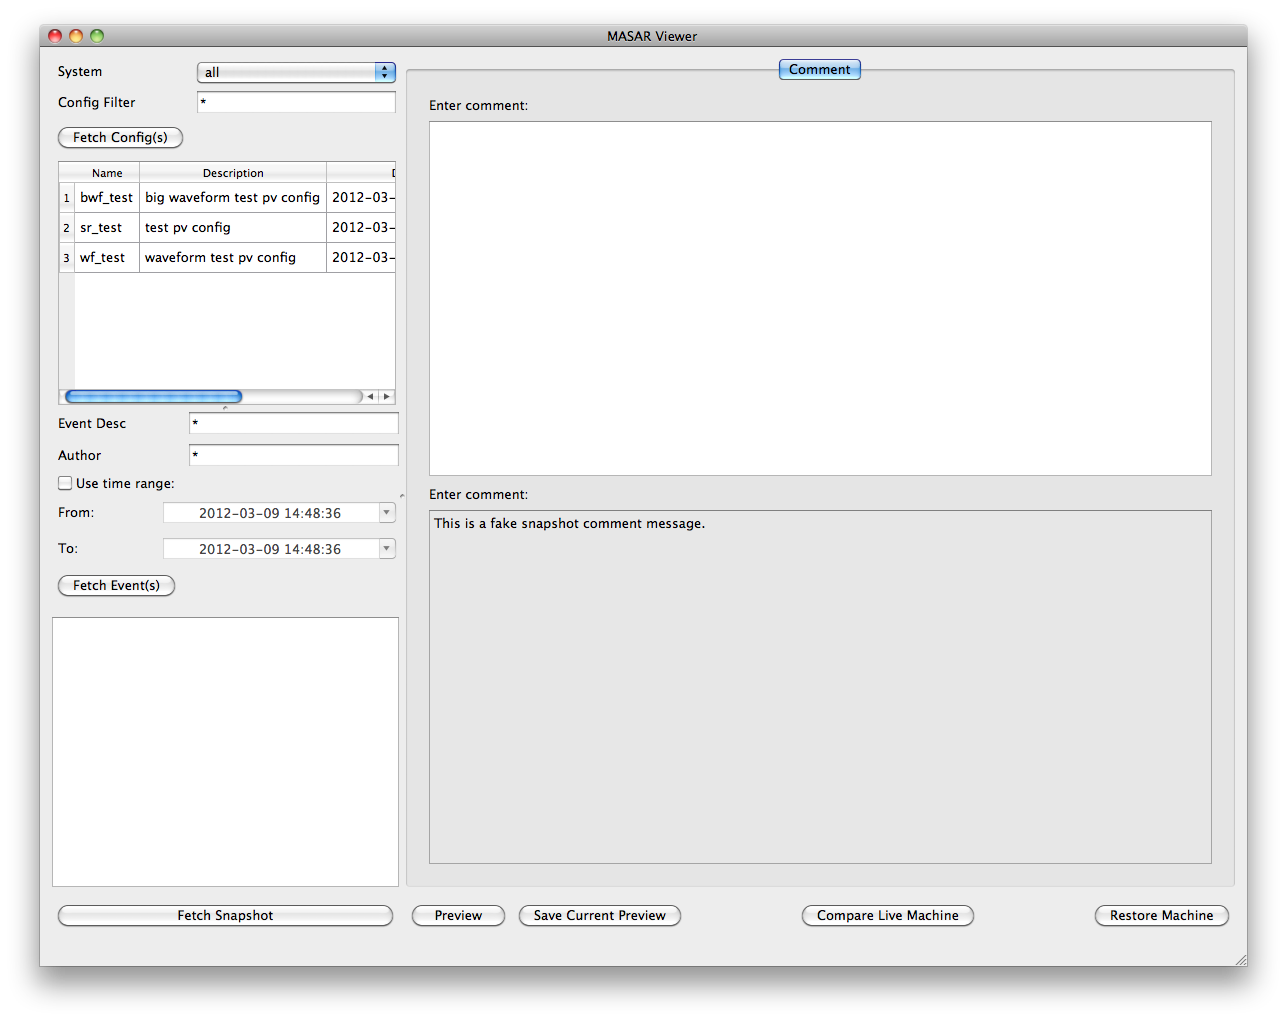 MASAR Viewer
System
all
Config Filter
*
Fetch Config(s)
Name Description
1 bwf_test big waveform test pv config 2012-03-
2 sr_test test pv config 2012-03-
3 wf_test waveform test pv config 2012-03-
Event Desc
*
Author
*
Use time range:
From:
2012-03-09 14:48:36
To:
2012-03-09 14:48:36
Fetch Event(s)
Fetch Snapshot
Comment
Enter comment:
Enter comment:
This is a fake snapshot comment message.
Preview
Save Current Preview
Compare Live Machine
Restore Machine